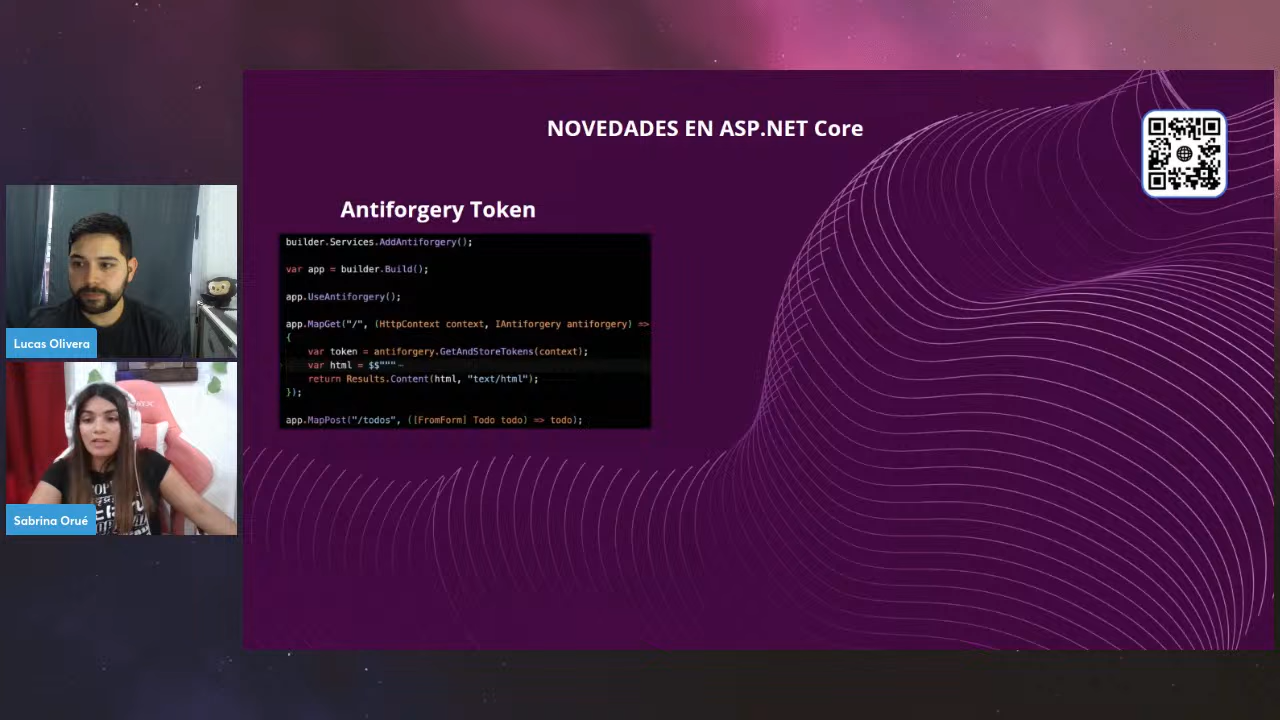 NOVEDADES EN ASP.NET Core
Antiforgery Token
builder.Services.AddAntiforgery();
var app = builder.Build();
app.UseAntiforgery();
app.MapGet("/", (HttpContext context, IAntiforgery antiforgery) =>
{
var token = antiforgery.GetAndStoreTokens(context);
var html = $$"""
return Results.Content(html, "text/html");
});
app.MapPost("/todos", ([FromForm] Todo todo) => todo);
Lucas Olivera
Sabrina Orué